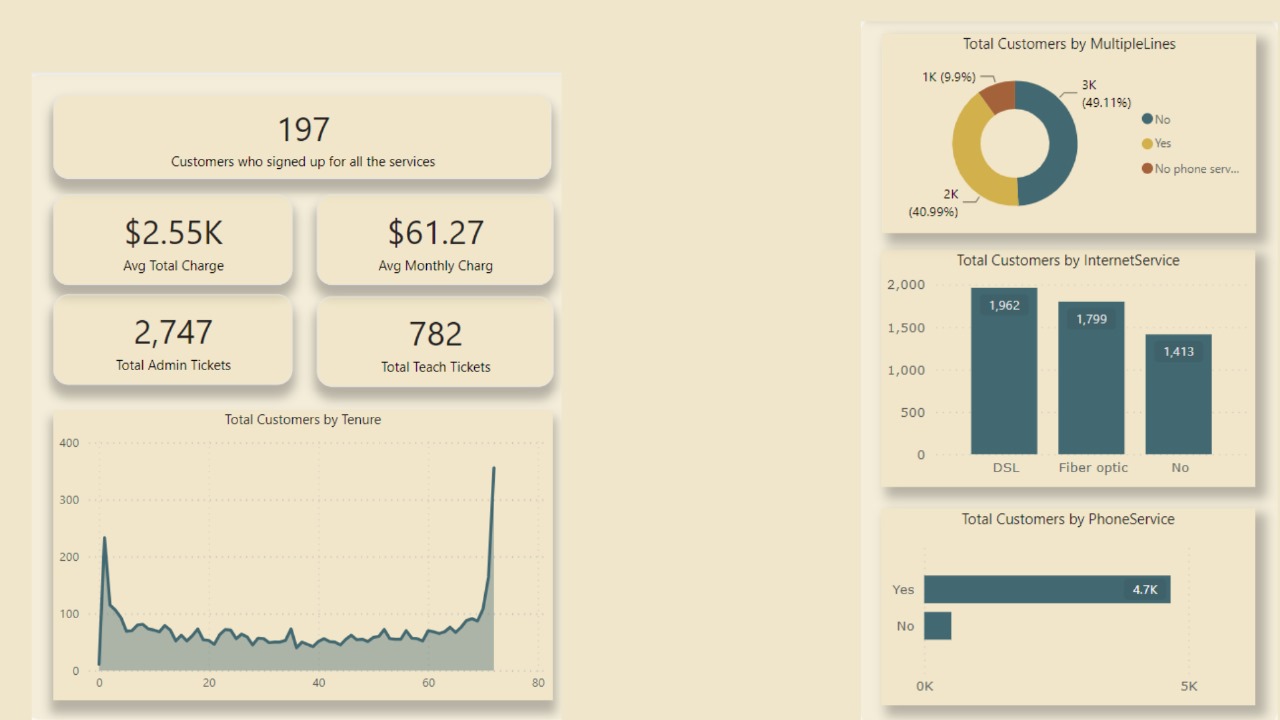 197
Customers who signed up for all the services
$2.55K
Avg Total Charge
$61.27
Avg Monthly Charg
2,747
Total Admin Tickets
782
Total Teach Tickets
Total Customers by Tenure
400
300
200
100
0
0 20 40 60 80
Total Customers by MultipleLines
1K (9.9%)
3K
(49.11%)
2K
(40.99%)
No
Yes
No phone serv...
Total Customers by InternetService
2,000
1,500
1,000
500
0
1,962
1,799
1,413
DSL Fiber optic No
Total Customers by PhoneService
Yes
4.7K
No
0K 5K